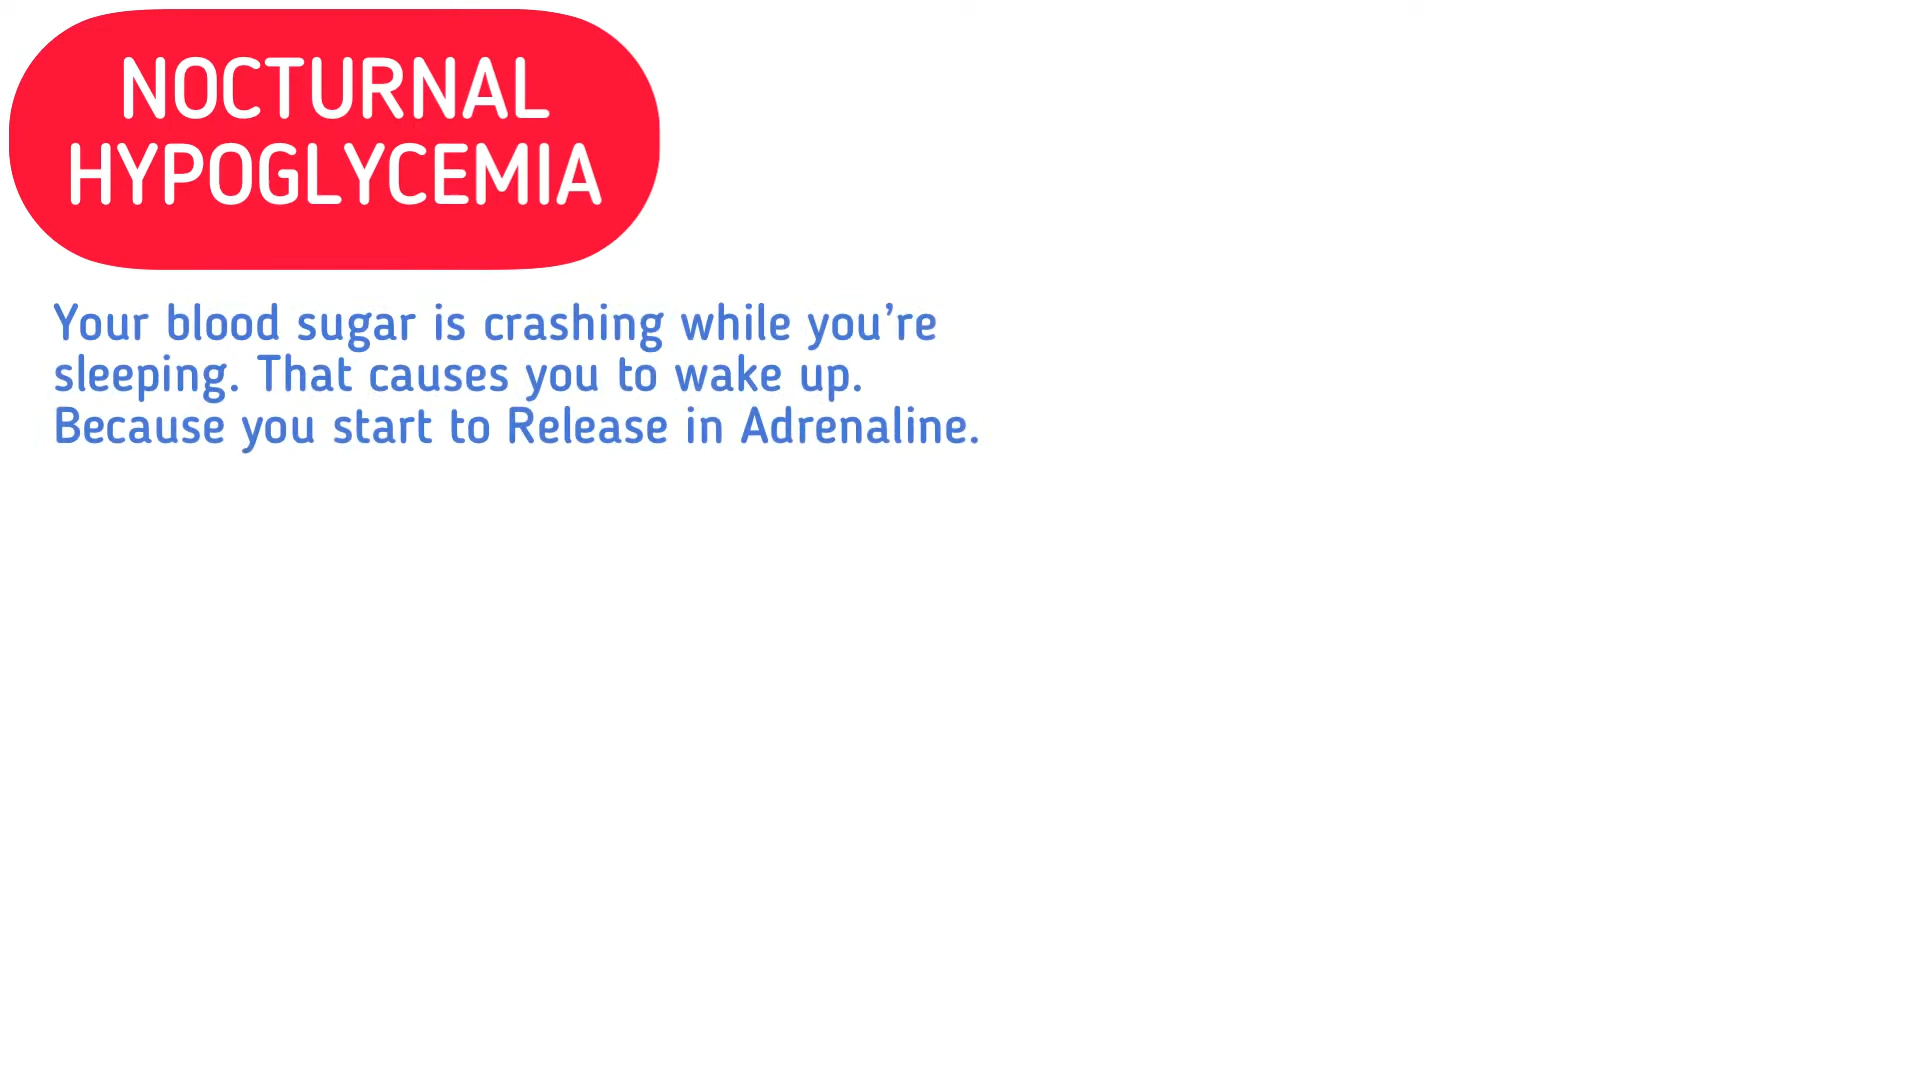 NOCTURNAL
HYPOGLYCEMIA
Your blood sugar is crashing while you’re
sleeping. That causes you to wake up.
Because you start to Release in Adrenaline.